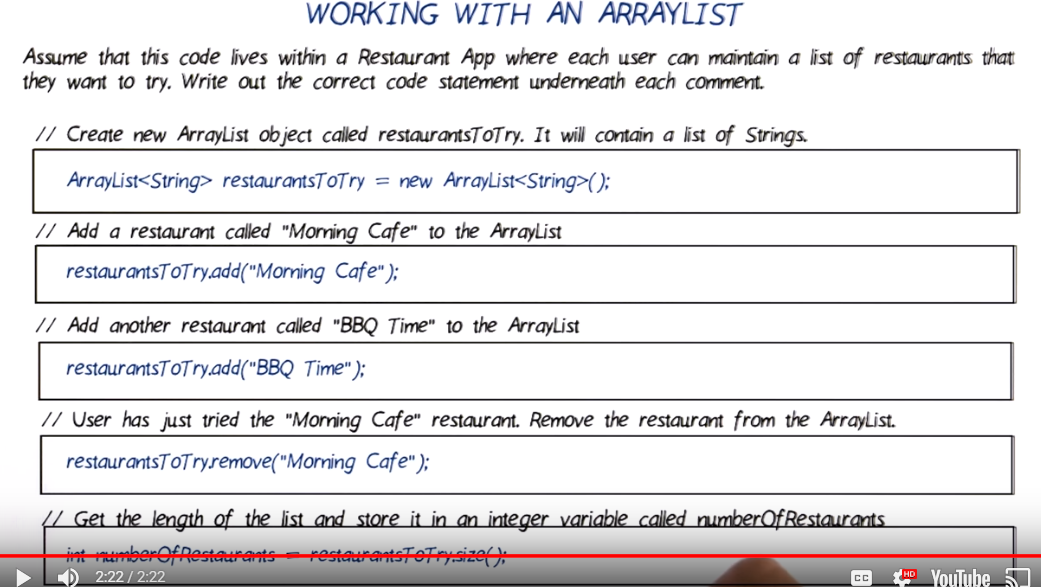 WORKING WITH AN ARRAYLIST
Assume that this code lives within a Restaurant App where each user can maintain a list of restaurants that
they want to try. Write out the correct code statement underneath each comment.
// Create new ArrayList object called restaurantsToTry. It will contain a list of Strings.
ArrayList<String> restaurantsToTry = new ArrayList<String>();
// Add a restaurant called "Morning Cafe" to the ArrayList
restaurantsToTry.add("Morning Cafe");
// Add another restaurant called "BBQ Time" to the ArrayList
restaurantsToTry.add("BBQ Time");
// User has just tried the "Morning Cafe" restaurant. Remove the restaurant from the ArrayList.
restaurantsToTry.remove("Morning Cafe");
// Get the length of the list and store it in an integer variable called numberOfRestaurants
int numberOfRestaurants = restaurantsToTry.size();
2:22 / 2:22 CC HD YouTube